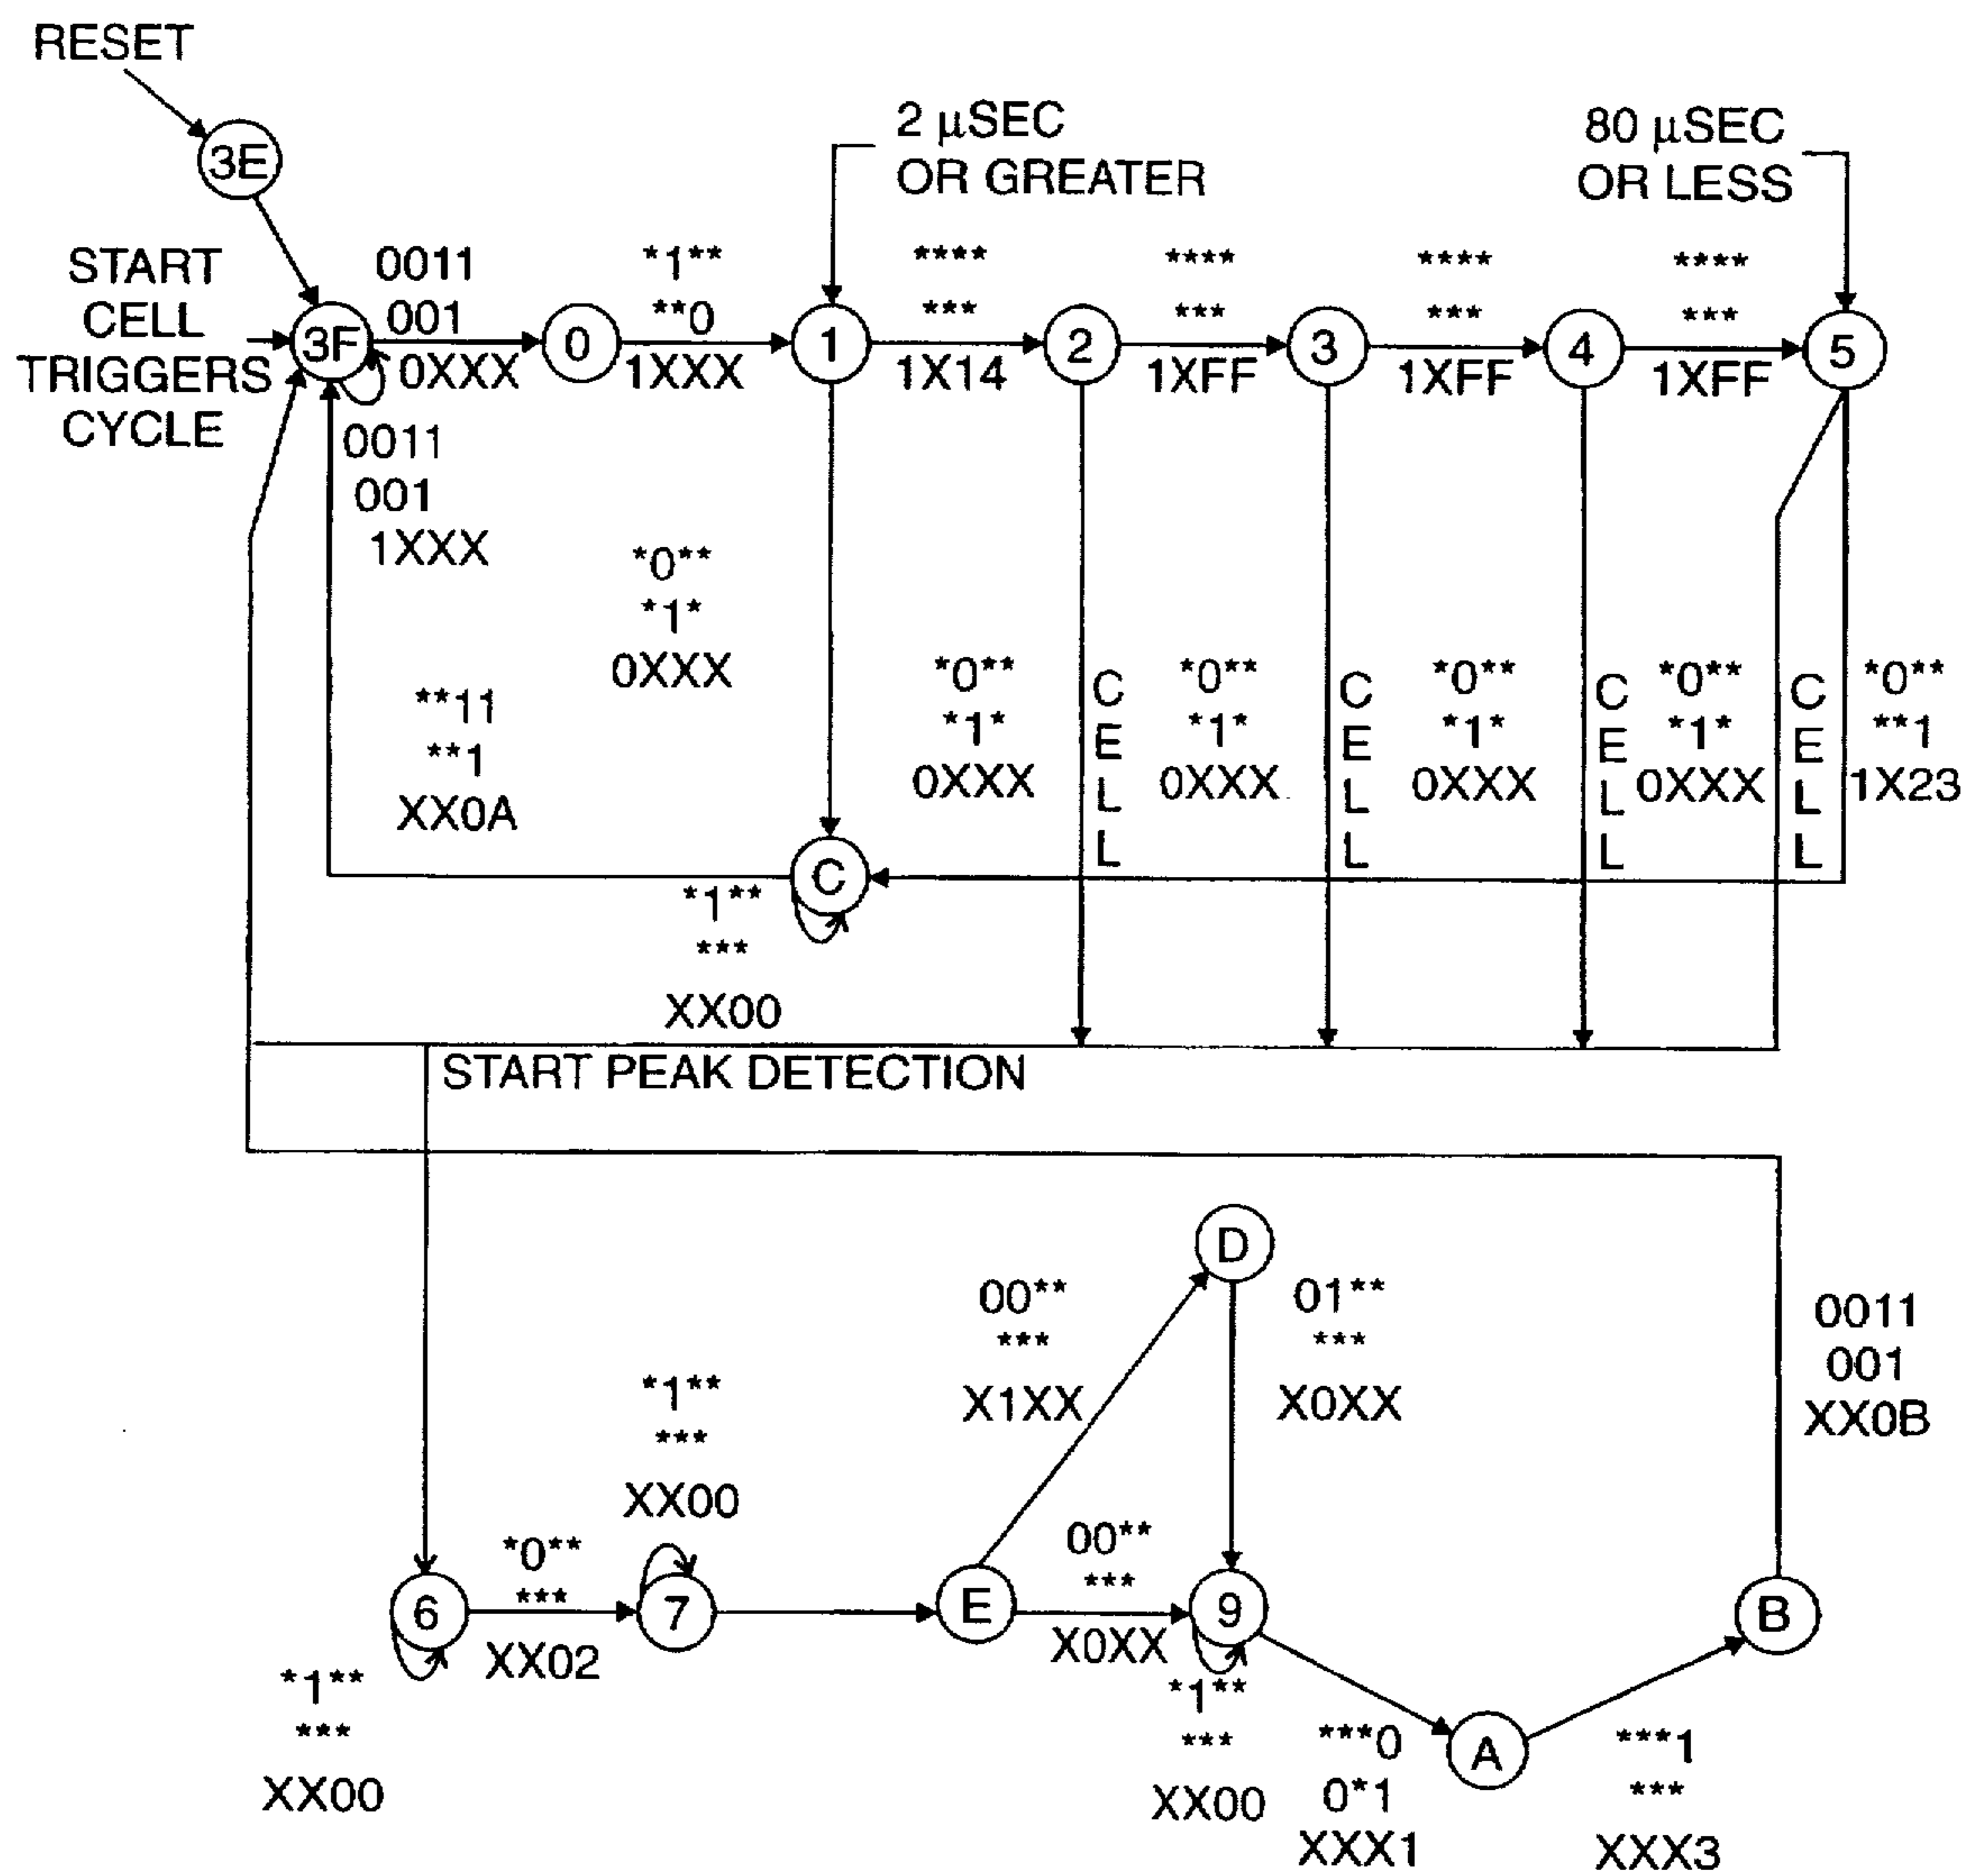 RESET
3E
2 μSEC
OR GREATER
80 μSEC
OR LESS
START
CELL
TRIGGERS
CYCLE
3F
0011
001
0XXX
0
*1**
**0
1XXX
1
****
***
1X14
2
****
***
1XFF
3
****
***
1XFF
4
****
***
1XFF
5
0011
001
1XXX
*0**
*1*
0XXX
**11
**1
XX0A
*0**
*1*
0XXX
CELL
*0**
*1*
0XXX
CELL
*0**
*1*
0XXX
CELL
*0**
*1*
0XXX
CELL
*0**
**1
1X23
C
*1**
***
XX00
START PEAK DETECTION
D
00**
***
X1XX
01**
***
X0XX
0011
001
XX0B
*1**
***
XX00
6
*0**
***
XX02
7
E
00**
***
X0XX
9
B
*1**
***
XX00
*1**
***
XX00
***0
0*1
XXX1
A
***1
***
XXX3